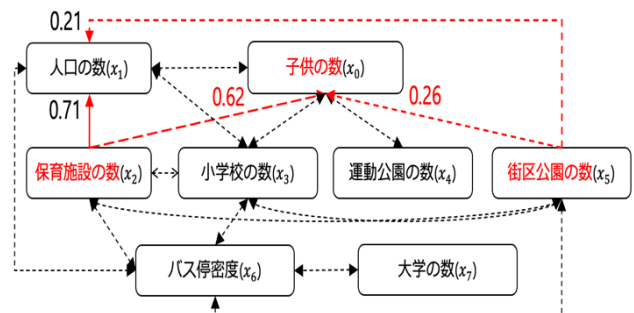 0.21
人口の数(x₁)
子供の数(x₀)
0.71
0.62
0.26
保育施設の数(x₂)
小学校の数(x₃)
運動公園の数(x₄)
街区公園の数(x₅)
バス停密度(x₆)
大学の数(x₇)